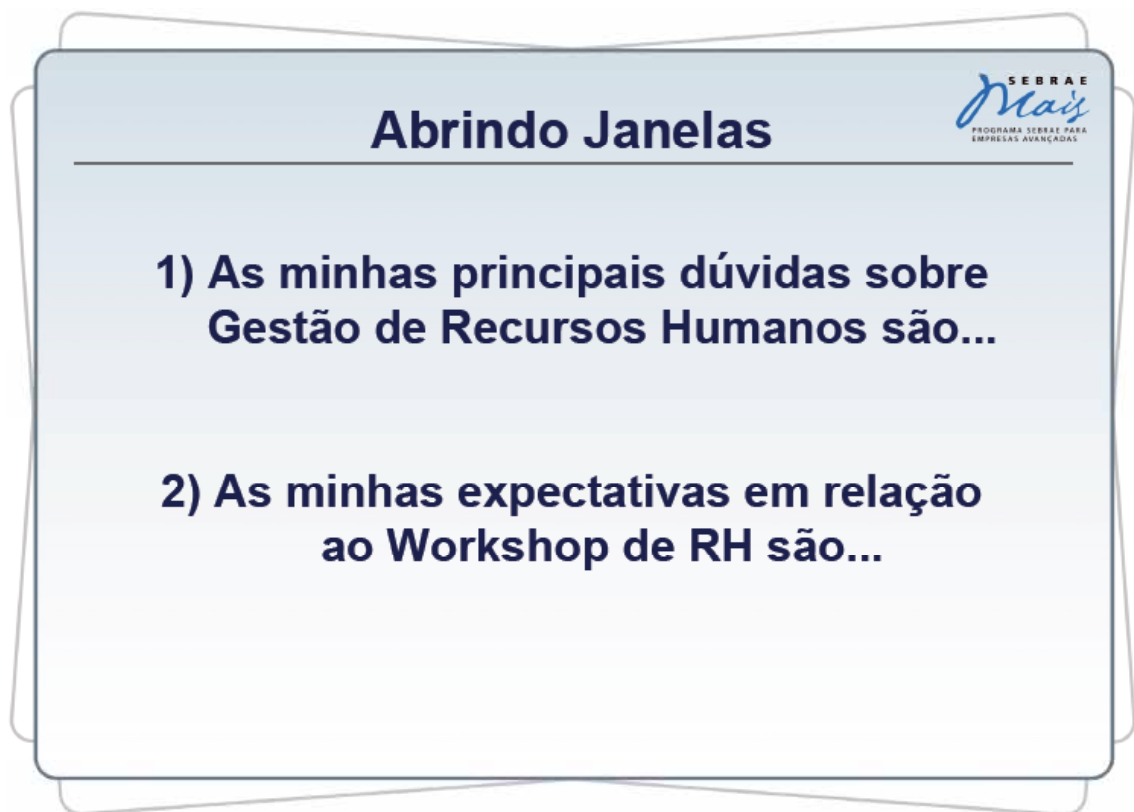 SEBRAE
Mais
PROGRAMA SEBRAE PARA
EMPRESAS AVANÇADAS
Abrindo Janelas
1) As minhas principais dúvidas sobre
Gestão de Recursos Humanos são...
2) As minhas expectativas em relação
ao Workshop de RH são...